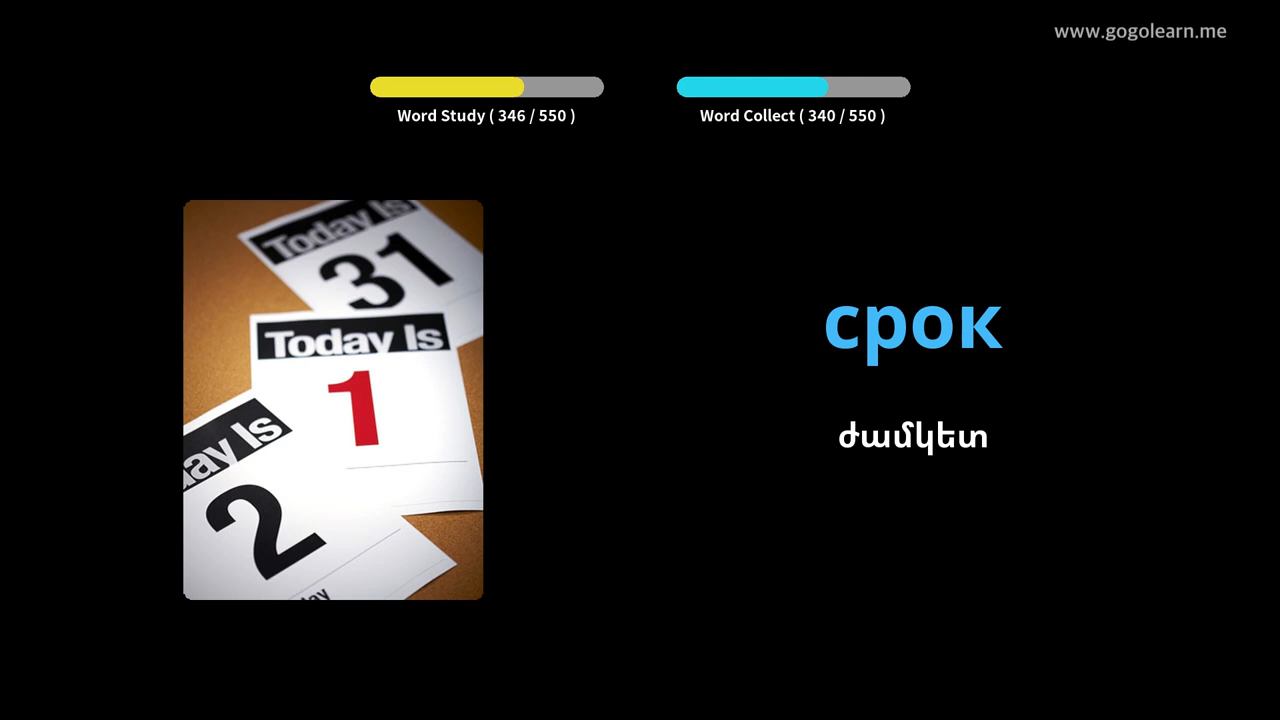 www.gogolearn.me
Word Study ( 346 / 550 )
Word Collect ( 340 / 550 )
Today Is
31
Today Is
1
ay Is
2
ay
срок
ժամկետ